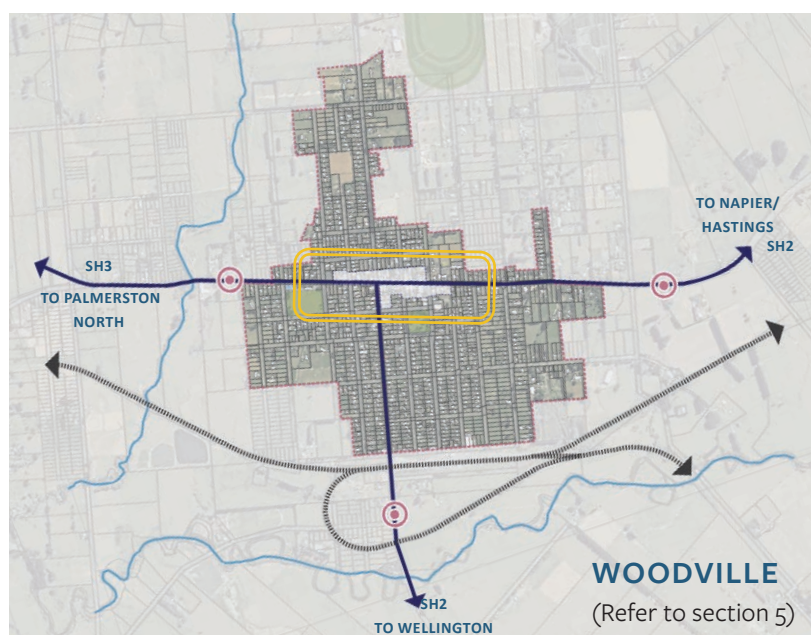 TO NAPIER/
HASTINGS
SH2
SH3
TO PALMERSTON
NORTH
WOODVILLE
(Refer to section 5)
SH2
TO WELLINGTON